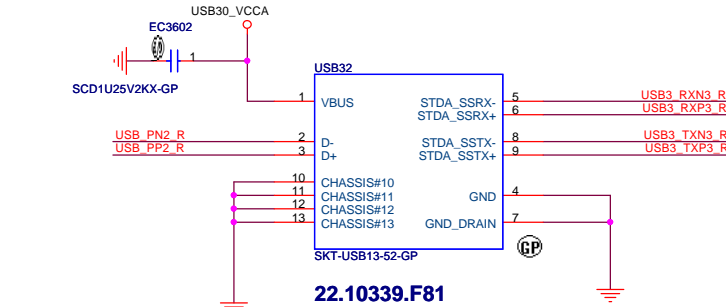 USB30_VCCA
EC3602
1
SCD1U25V2KX-GP
USB32
1 VBUS
STDA_SSRX- 5 USB3_RXN3_R
STDA_SSRX+ 6 USB3_RXP3_R
USB_PN2_R 2 D-
STDA_SSTX- 8 USB3_TXN3_R
USB_PP2_R 3 D+
STDA_SSTX+ 9 USB3_TXP3_R
10 CHASSIS#10
11 CHASSIS#11
GND 4
12 CHASSIS#12
13 CHASSIS#13
GND_DRAIN 7
GP
SKT-USB13-52-GP
22.10339.F81